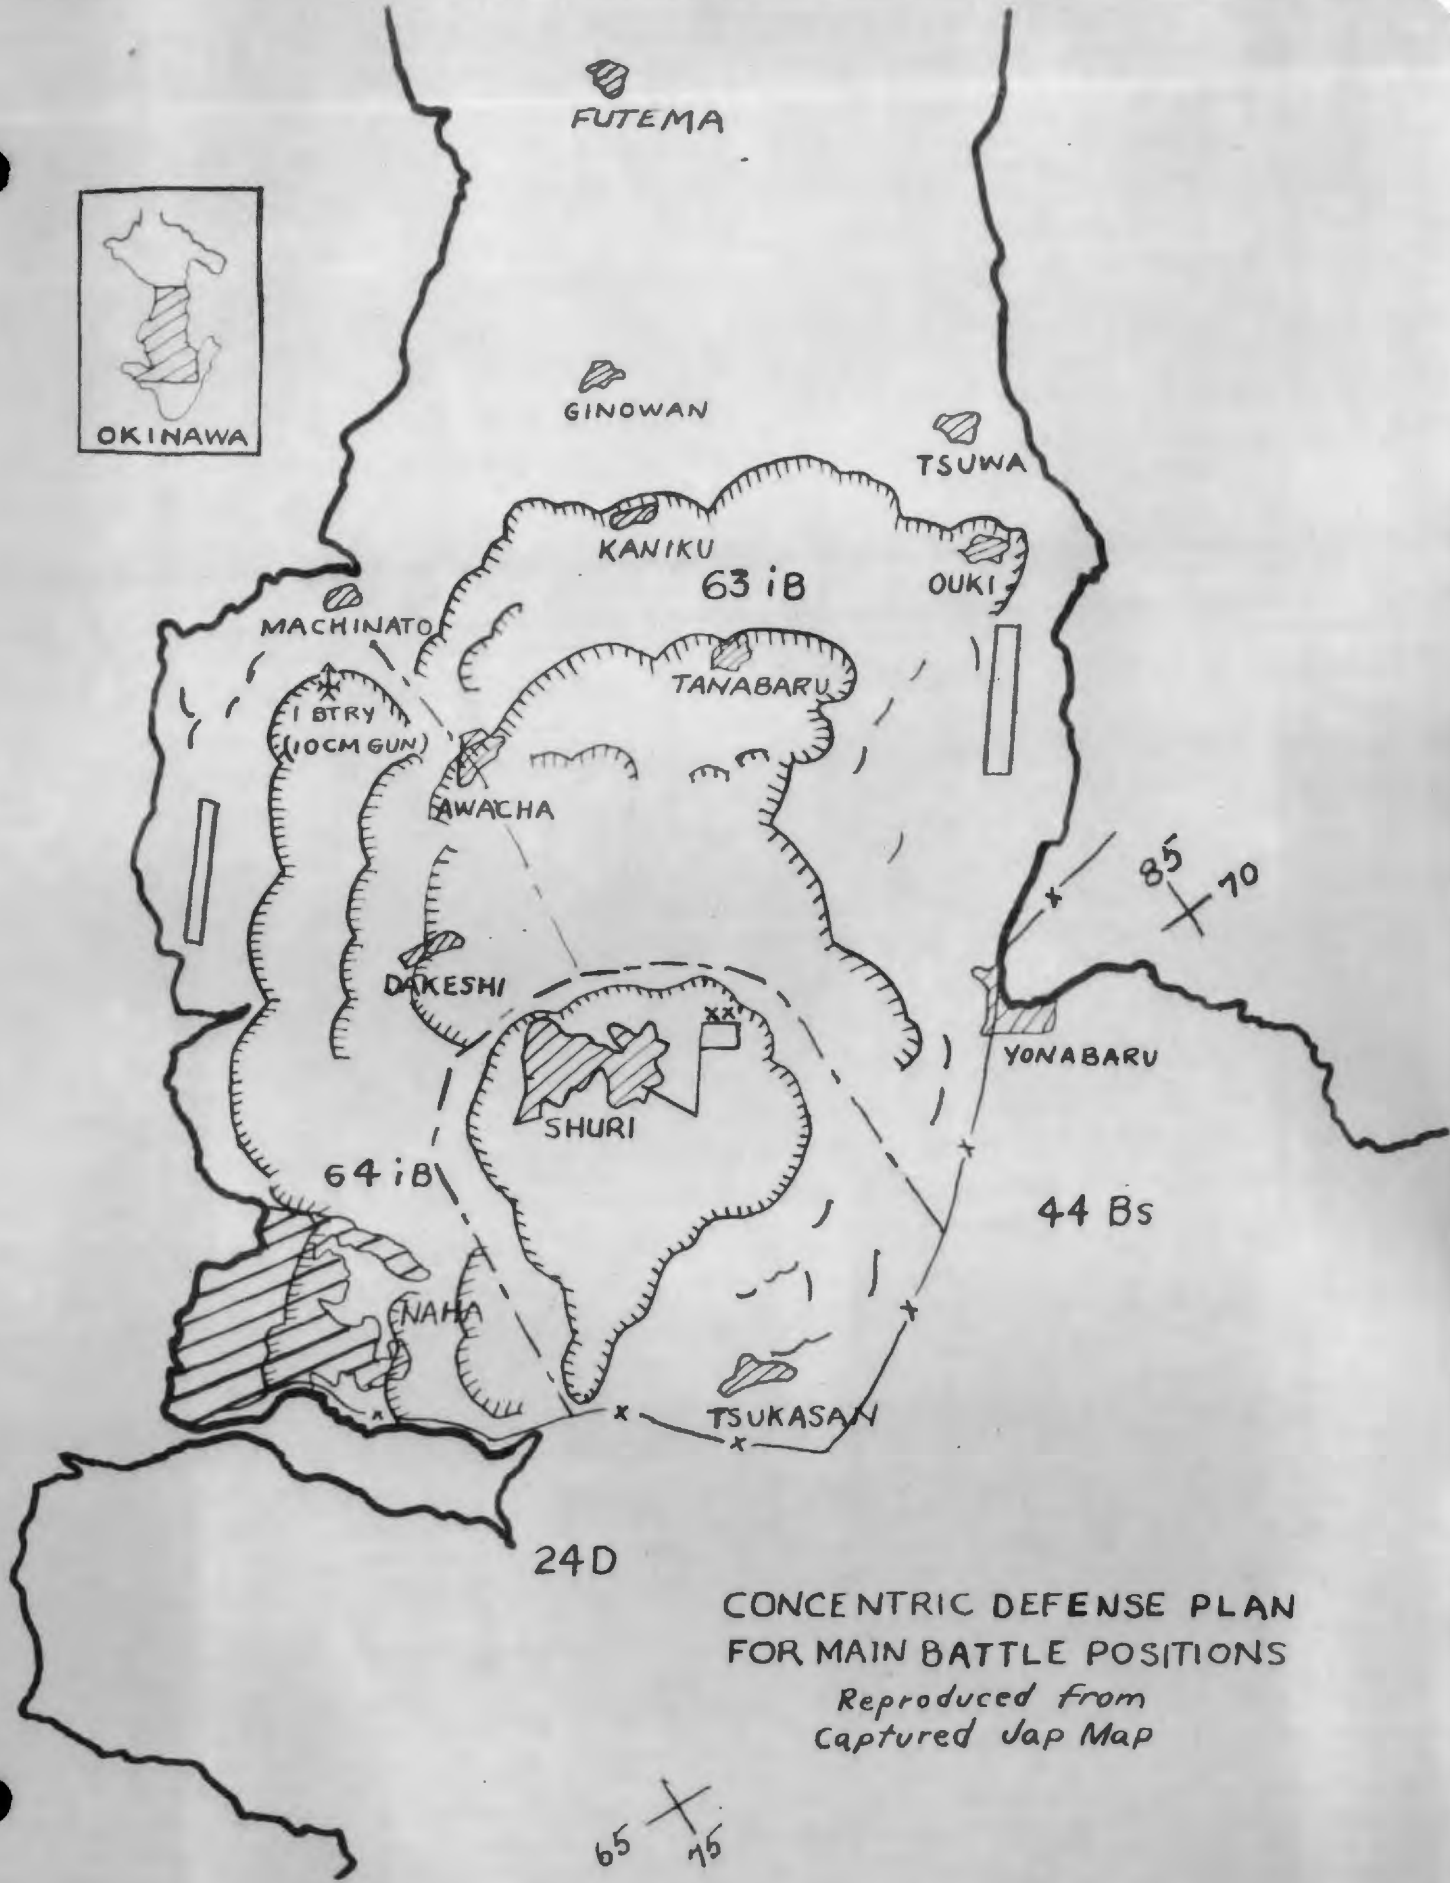 FUTEMA
OKINAWA
GINOWAN
TSUWA
KANIKU
63 iB
OUKI
MACHINATO
TANABARU
1 BTRY
(10CM GUN)
AWACHA
85 70
DAKESHI
XX
YONABARU
SHURI
64 iB
44 Bs
NAHA
TSUKASAN
24D
CONCENTRIC DEFENSE PLAN
FOR MAIN BATTLE POSITIONS
Reproduced from
Captured Jap Map
65 75